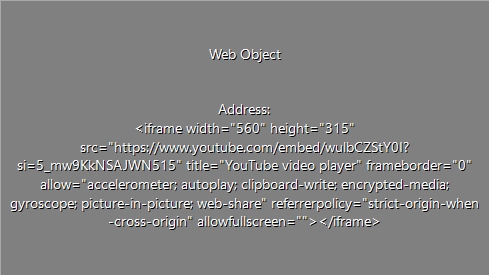 Web Object
Address:
<iframe width="560" height="315"
src="https://www.youtube.com/embed/wulbCZStY0I?
si=5_mw9KkNSAJWN515" title="YouTube video player" frameborder="0"
allow="accelerometer; autoplay; clipboard-write; encrypted-media;
gyroscope; picture-in-picture; web-share" referrerpolicy="strict-origin-when
-cross-origin" allowfullscreen=""></iframe>